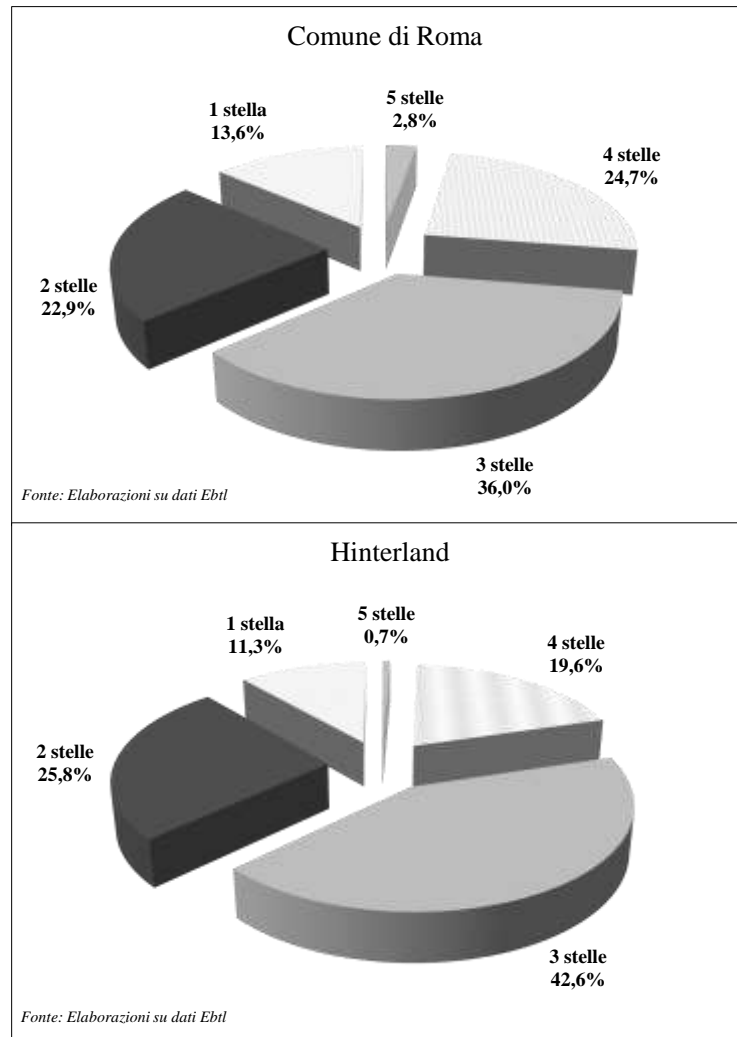 Comune di Roma
5 stelle
2,8%
4 stelle
24,7%
3 stelle
36,0%
2 stelle
22,9%
1 stella
13,6%
Fonte: Elaborazioni su dati Ebtl
Hinterland
5 stelle
0,7%
4 stelle
19,6%
3 stelle
42,6%
2 stelle
25,8%
1 stella
11,3%
Fonte: Elaborazioni su dati Ebtl